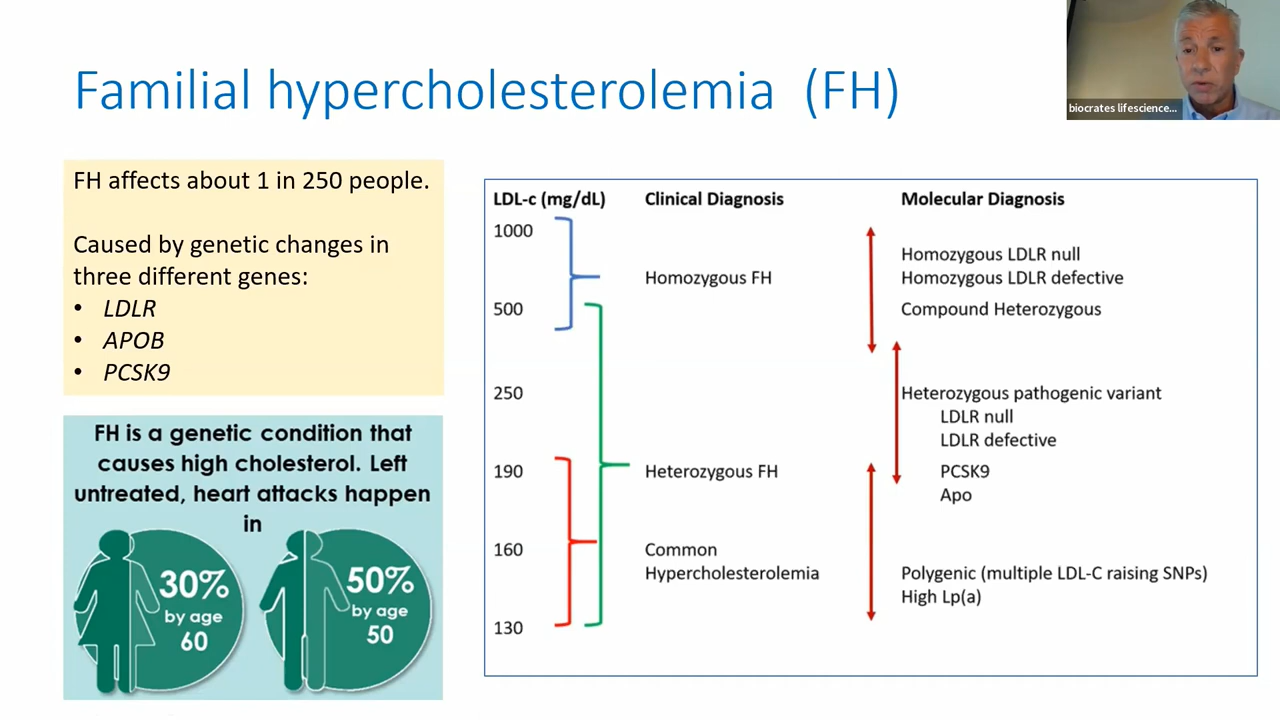 Familial hypercholesterolemia (FH)
biocrates lifescience...
FH affects about 1 in 250 people.
Caused by genetic changes in
three different genes:
• LDLR
• APOB
• PCSK9
FH is a genetic condition that
causes high cholesterol. Left
untreated, heart attacks happen
in
30%
by age
60
50%
by age
50
LDL-c (mg/dL) Clinical Diagnosis Molecular Diagnosis
1000
Homozygous LDLR null
Homozygous FH Homozygous LDLR defective
500 Compound Heterozygous
250 Heterozygous pathogenic variant
LDLR null
LDLR defective
190 Heterozygous FH PCSK9
Apo
160 Common
Hypercholesterolemia Polygenic (multiple LDL-C raising SNPs)
High Lp(a)
130